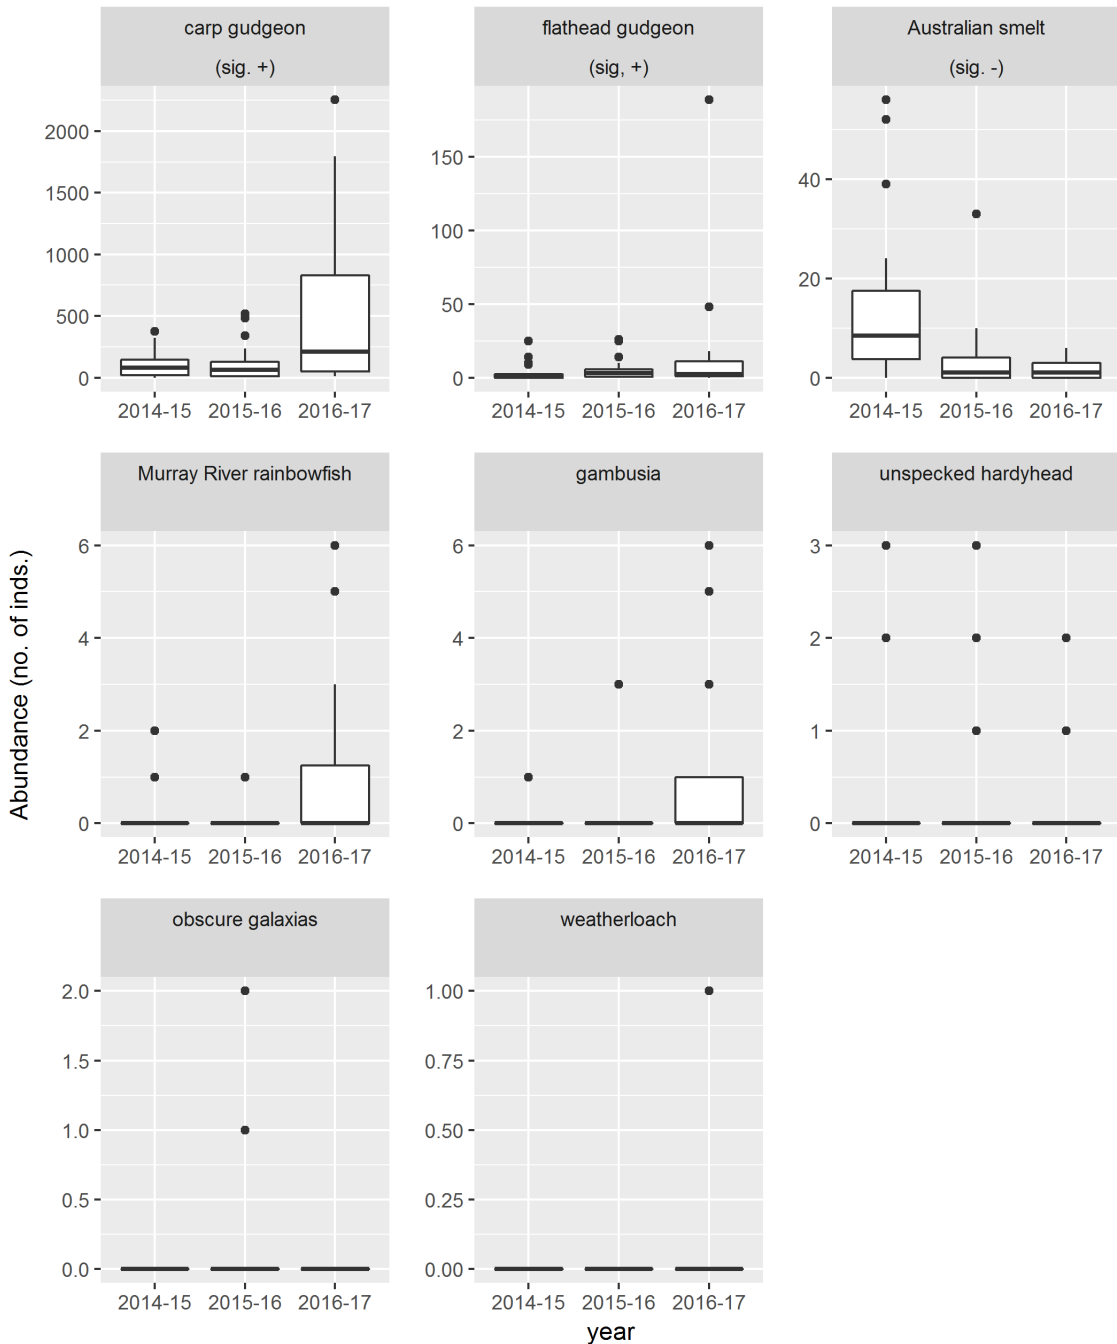 carp gudgeon
(sig. +)
flathead gudgeon
(sig, +)
Australian smelt
(sig. -)
2000
1500
1000
500
0
150
100
50
0
40
20
0
2014-15 2015-16 2016-17
2014-15 2015-16 2016-17
2014-15 2015-16 2016-17
Murray River rainbowfish
gambusia
unspecked hardyhead
6
4
2
0
6
4
2
0
3
2
1
0
2014-15 2015-16 2016-17
2014-15 2015-16 2016-17
2014-15 2015-16 2016-17
Abundance (no. of inds.)
obscure galaxias
weatherloach
2.0
1.5
1.0
0.5
0.0
1.00
0.75
0.50
0.25
0.00
2014-15 2015-16 2016-17
2014-15 2015-16 2016-17
year